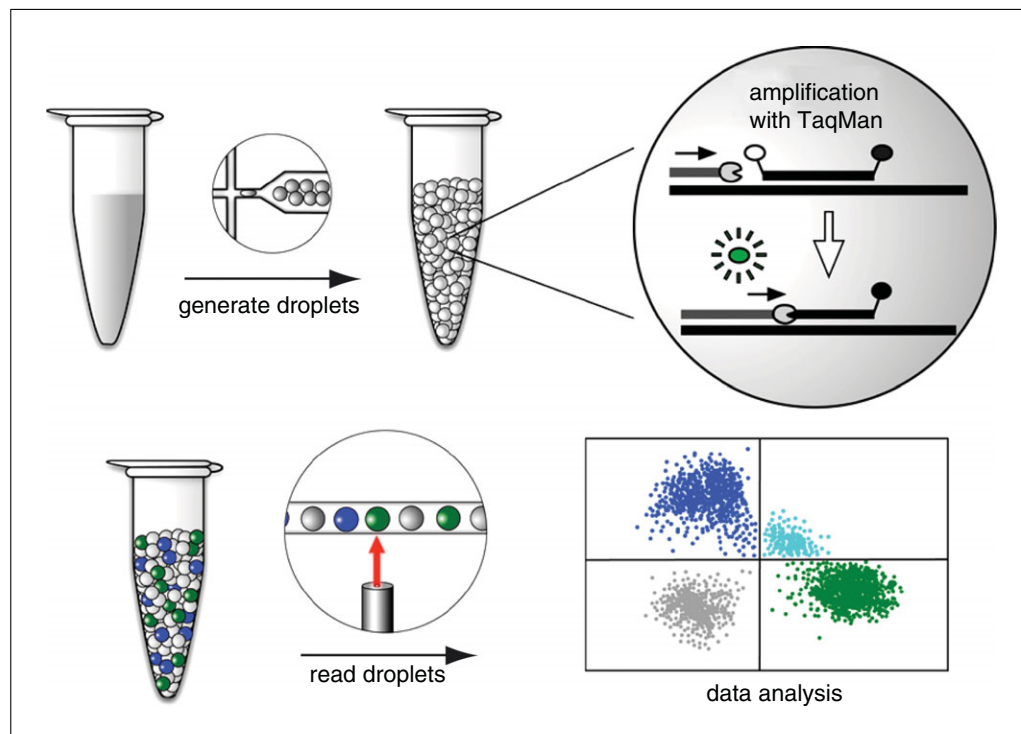 amplification
with TaqMan
generate droplets
read droplets
data analysis